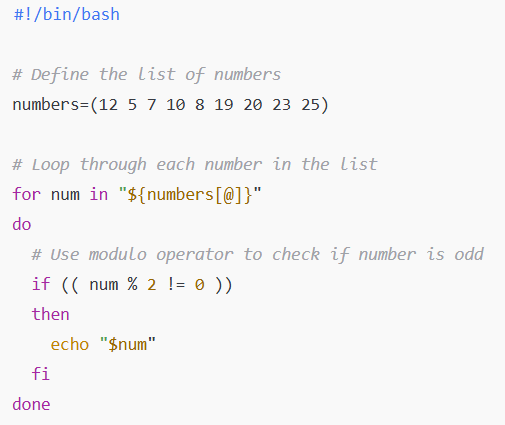 #!/bin/bash

# Define the list of numbers
numbers=(12 5 7 10 8 19 20 23 25)

# Loop through each number in the list
for num in "${numbers[@]}"
do
  # Use modulo operator to check if number is odd
  if (( num % 2 != 0 ))
  then
    echo "$num"
  fi
done